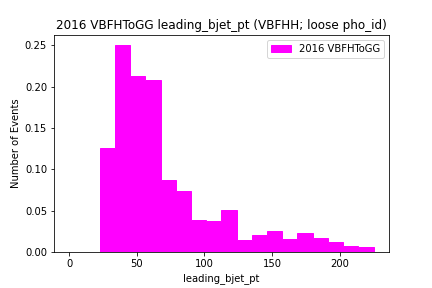 2016 VBFHToGG leading_bjet_pt (VBFHH; loose pho_id)
2016 VBFHToGG
Number of Events
0.25
0.20
0.15
0.10
0.05
0.00
0 50 100 150 200
leading_bjet_pt